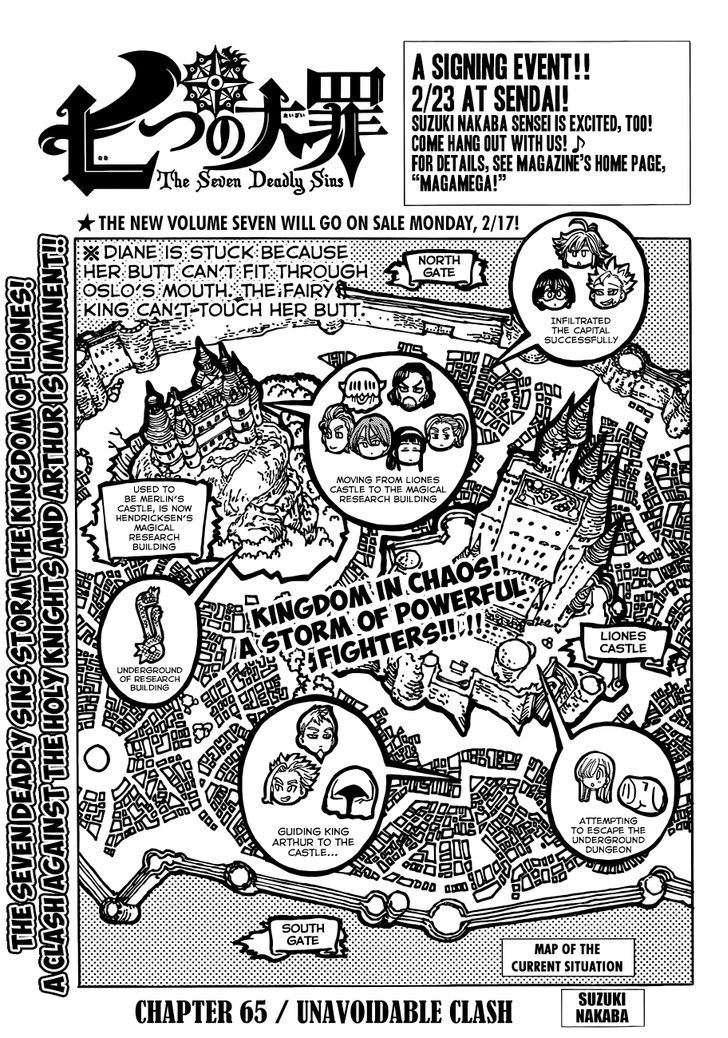 七つの大罪
たいざい
The Seven Deadly Sins
A SIGNING EVENT!!
2/23 AT SENDAI!
SUZUKI NAKABA SENSEI IS EXCITED, TOO!
COME HANG OUT WITH US! ♪
FOR DETAILS, SEE MAGAZINE'S HOME PAGE,
"MAGAMEGA!"
★ THE NEW VOLUME SEVEN WILL GO ON SALE MONDAY, 2/17!
THE SEVEN DEADLY SINS STORM THE KINGDOM OF LIONES!
A CLASH AGAINST THE HOLY KNIGHTS AND ARTHUR IS IMMINENT!!
※ DIANE IS STUCK BECAUSE
HER BUTT CAN'T FIT THROUGH
OSLO'S MOUTH. THE FAIRY
KING CAN'T TOUCH HER BUTT.
NORTH
GATE
INFILTRATED
THE CAPITAL
SUCCESSFULLY
MOVING FROM LIONES
CASTLE TO THE MAGICAL
RESEARCH BUILDING
USED TO
BE MERLIN'S
CASTLE, IS NOW
HENDRICKSEN'S
MAGICAL
RESEARCH
BUILDING
KINGDOM IN CHAOS!
A STORM OF POWERFUL
FIGHTERS!!
LIONES
CASTLE
UNDERGROUND
OF RESEARCH
BUILDING
GUIDING KING
ARTHUR TO THE
CASTLE...
ATTEMPTING
TO ESCAPE THE
UNDERGROUND
DUNGEON
SOUTH
GATE
MAP OF THE
CURRENT SITUATION
CHAPTER 65 / UNAVOIDABLE CLASH
SUZUKI
NAKABA